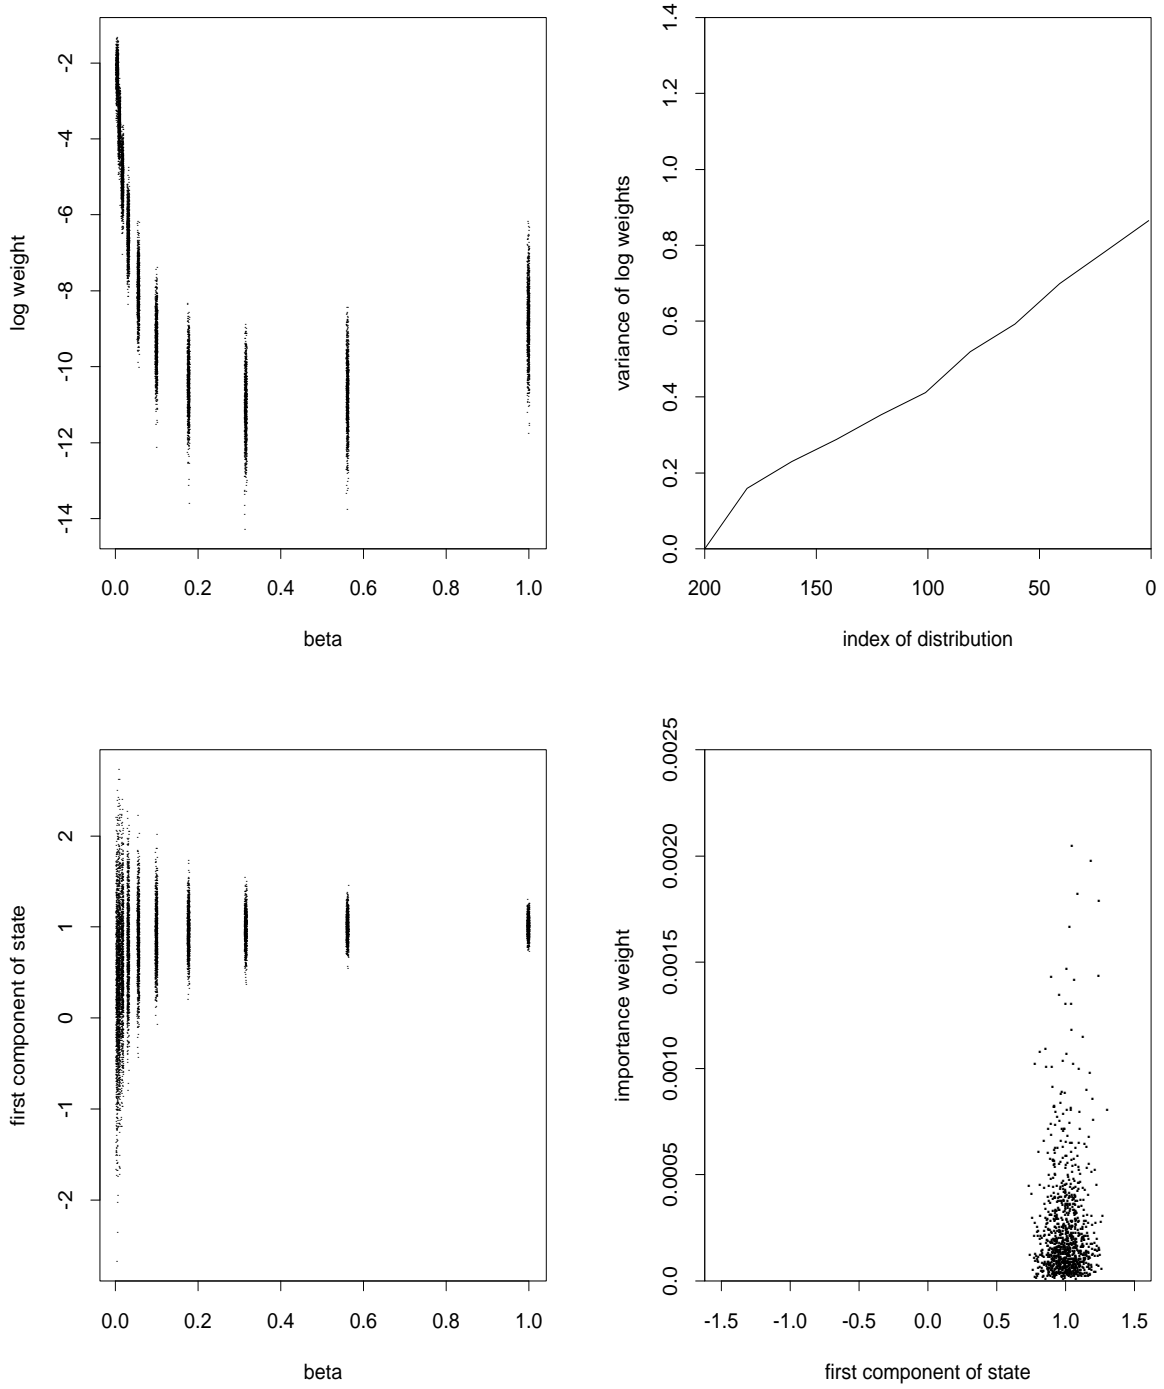 log weight
-2
-4
-6
-8
-10
-12
-14
0.0 0.2 0.4 0.6 0.8 1.0
beta
variance of log weights
1.4
1.2
1.0
0.8
0.6
0.4
0.2
0.0
200 150 100 50 0
index of distribution
first component of state
2
1
0
-1
-2
0.0 0.2 0.4 0.6 0.8 1.0
beta
importance weight
0.0025
0.0020
0.0015
0.0010
0.0005
0.0
-1.5 -1.0 -0.5 0.0 0.5 1.0 1.5
first component of state